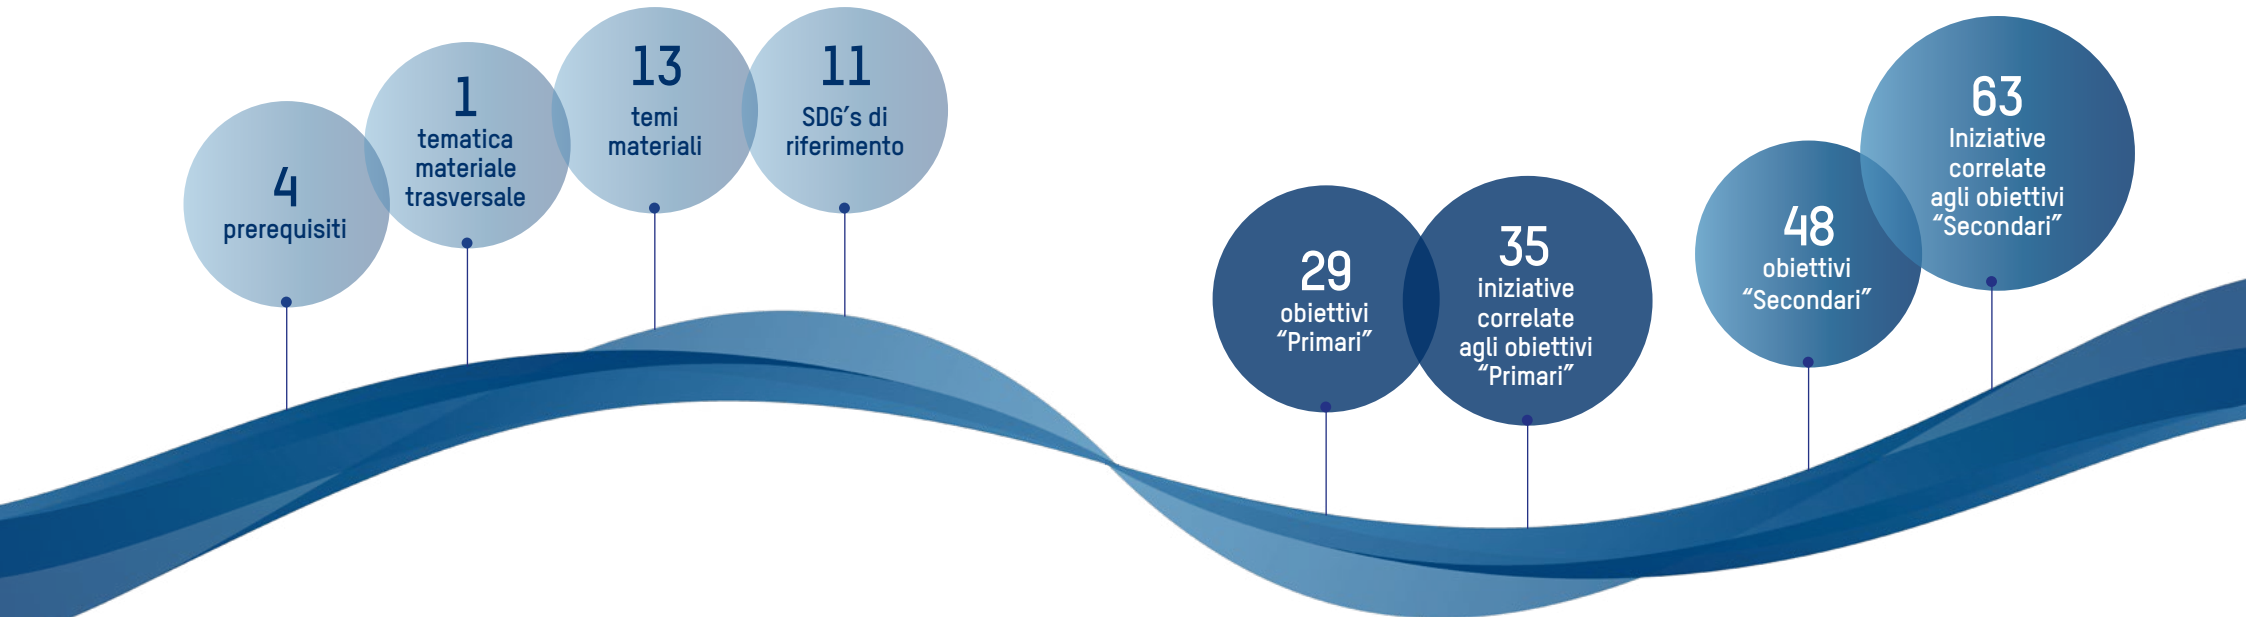 4
prerequisiti
1
tematica
materiale
trasversale
13
temi
materiali
11
SDG's di
riferimento
29
obiettivi
“Primari”
35
iniziative
correlate
agli obiettivi
“Primari”
48
obiettivi
“Secondari”
63
Iniziative
correlate
agli obiettivi
“Secondari”